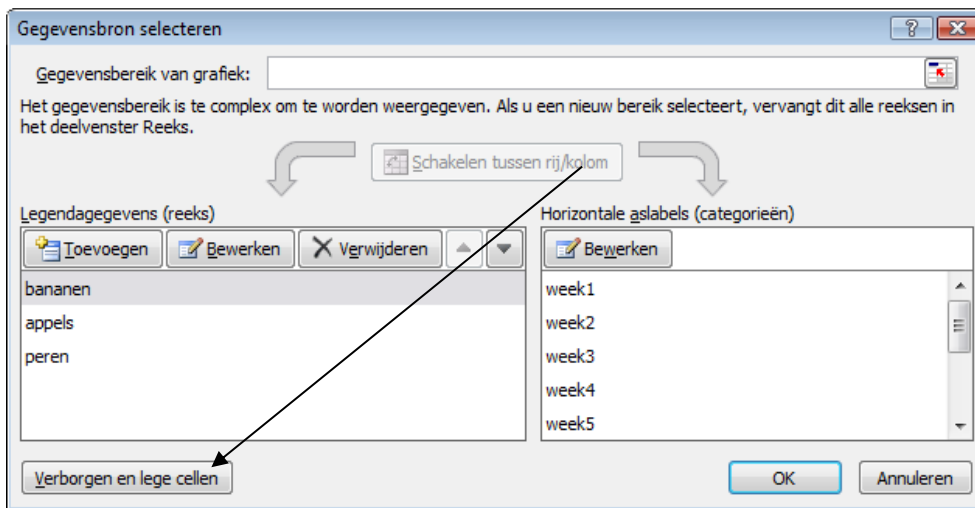 Gegevensbron selecteren
Gegevensbereik van grafiek:
Het gegevensbereik is te complex om te worden weergegeven. Als u een nieuw bereik selecteert, vervangt dit alle reeksen in
het deelvenster Reeks.
Schakelen tussen rij/kolom
Legendagegevens (reeks)
Toevoegen Bewerken Verwijderen
bananen
appels
peren
Horizontale aslabels (categorieën)
Bewerken
week1
week2
week3
week4
week5
Verborgen en lege cellen
OK Annuleren